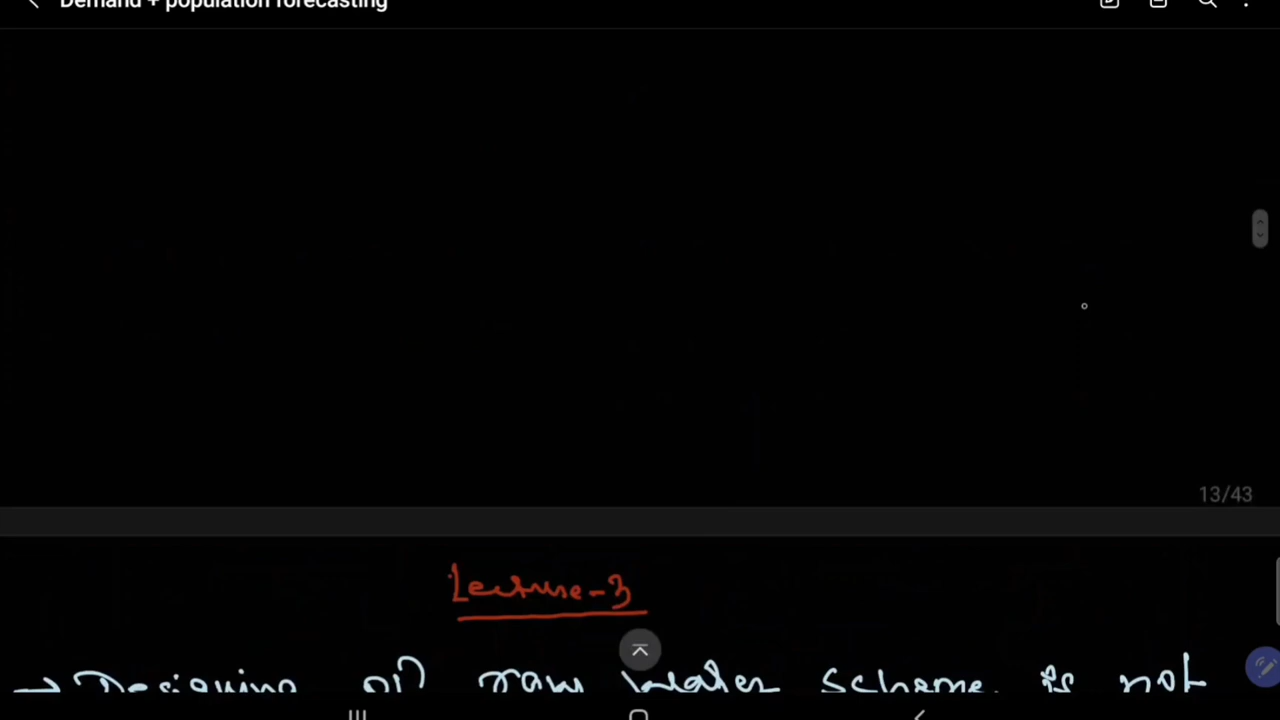 Demand + population forecasting
13/43
Lecture-3
→ Designing of raw water scheme is not